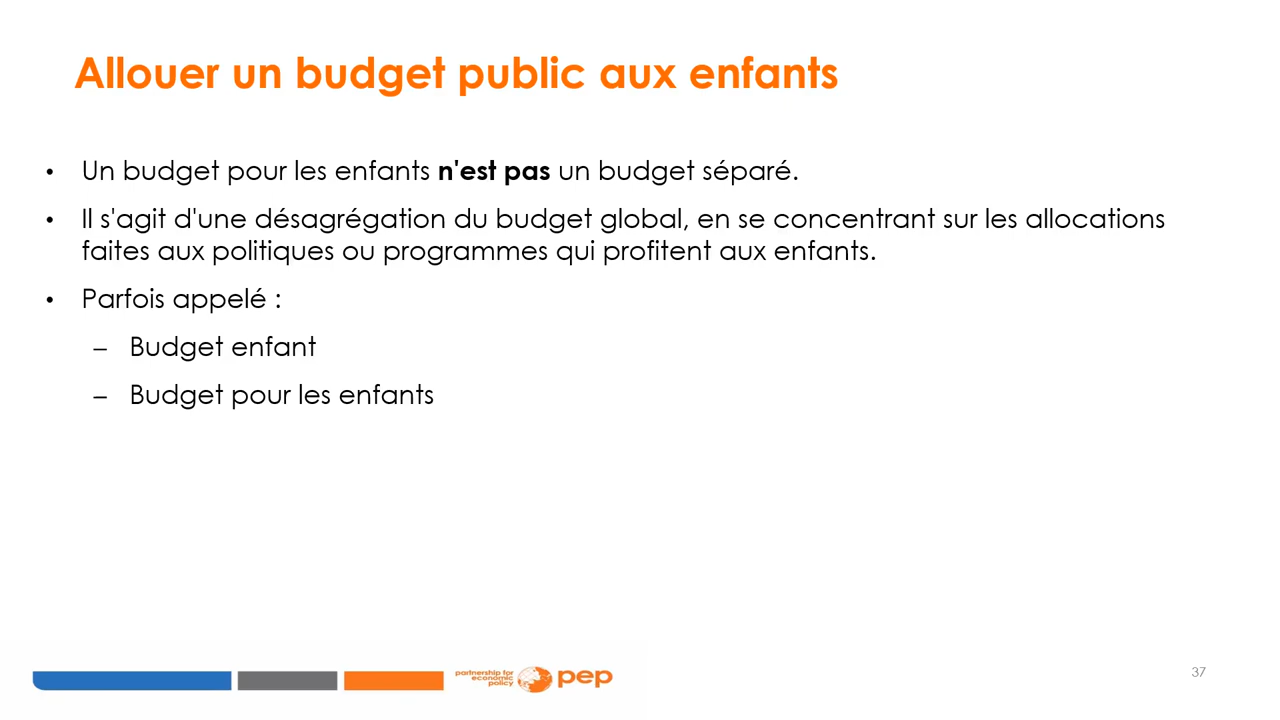 Allouer un budget public aux enfants
• Un budget pour les enfants n'est pas un budget séparé.
• Il s'agit d'une désagrégation du budget global, en se concentrant sur les allocations
faites aux politiques ou programmes qui profitent aux enfants.
• Parfois appelé :
– Budget enfant
– Budget pour les enfants
partnership for
economic
policy
pep
37